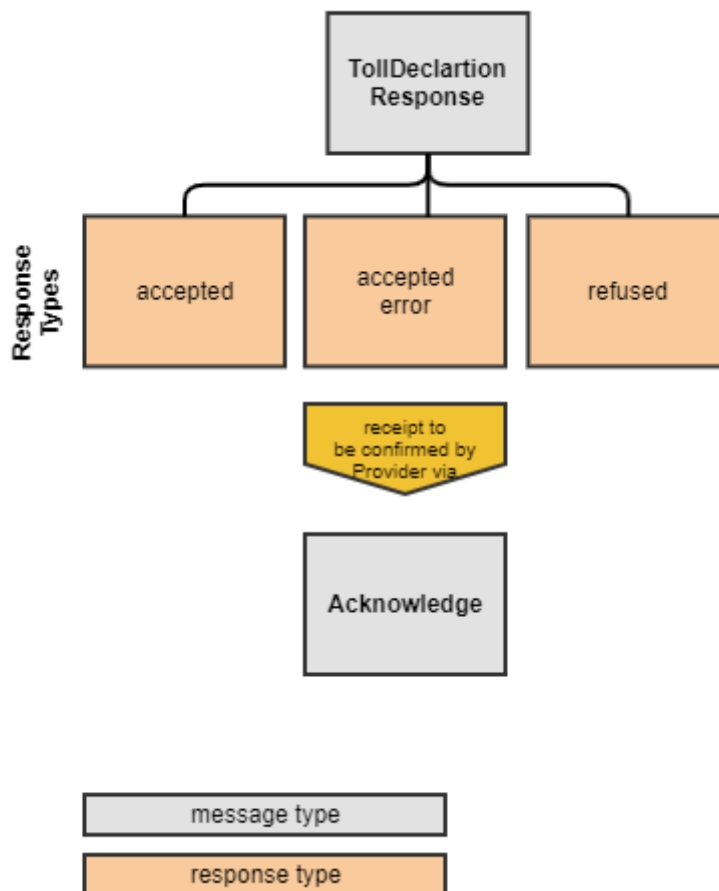 TollDeclartion
Response
Response
Types
accepted
accepted
error
refused
receipt to
be confirmed by
Provider via
Acknowledge
message type
response type